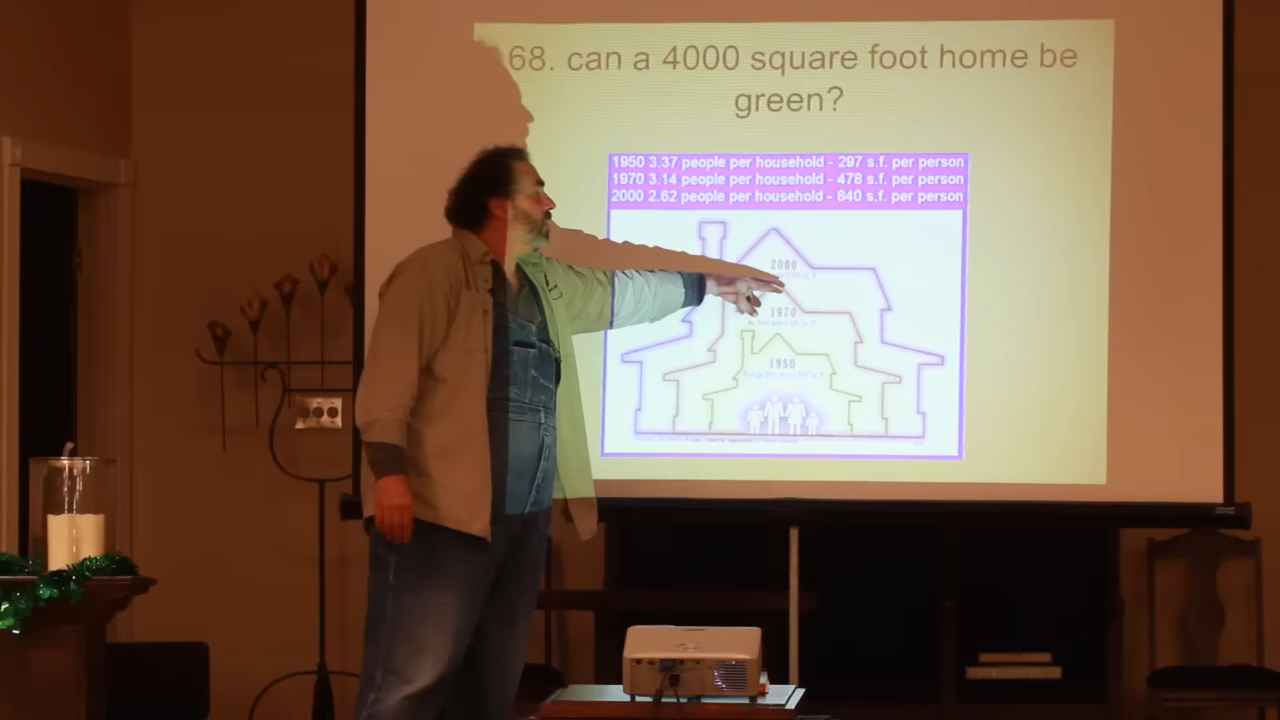 68. can a 4000 square foot home be
green?
1950 3.37 people per household - 297 s.f. per person
1970 3.14 people per household - 478 s.f. per person
2000 2.62 people per household - 840 s.f. per person
2000
1970
1950